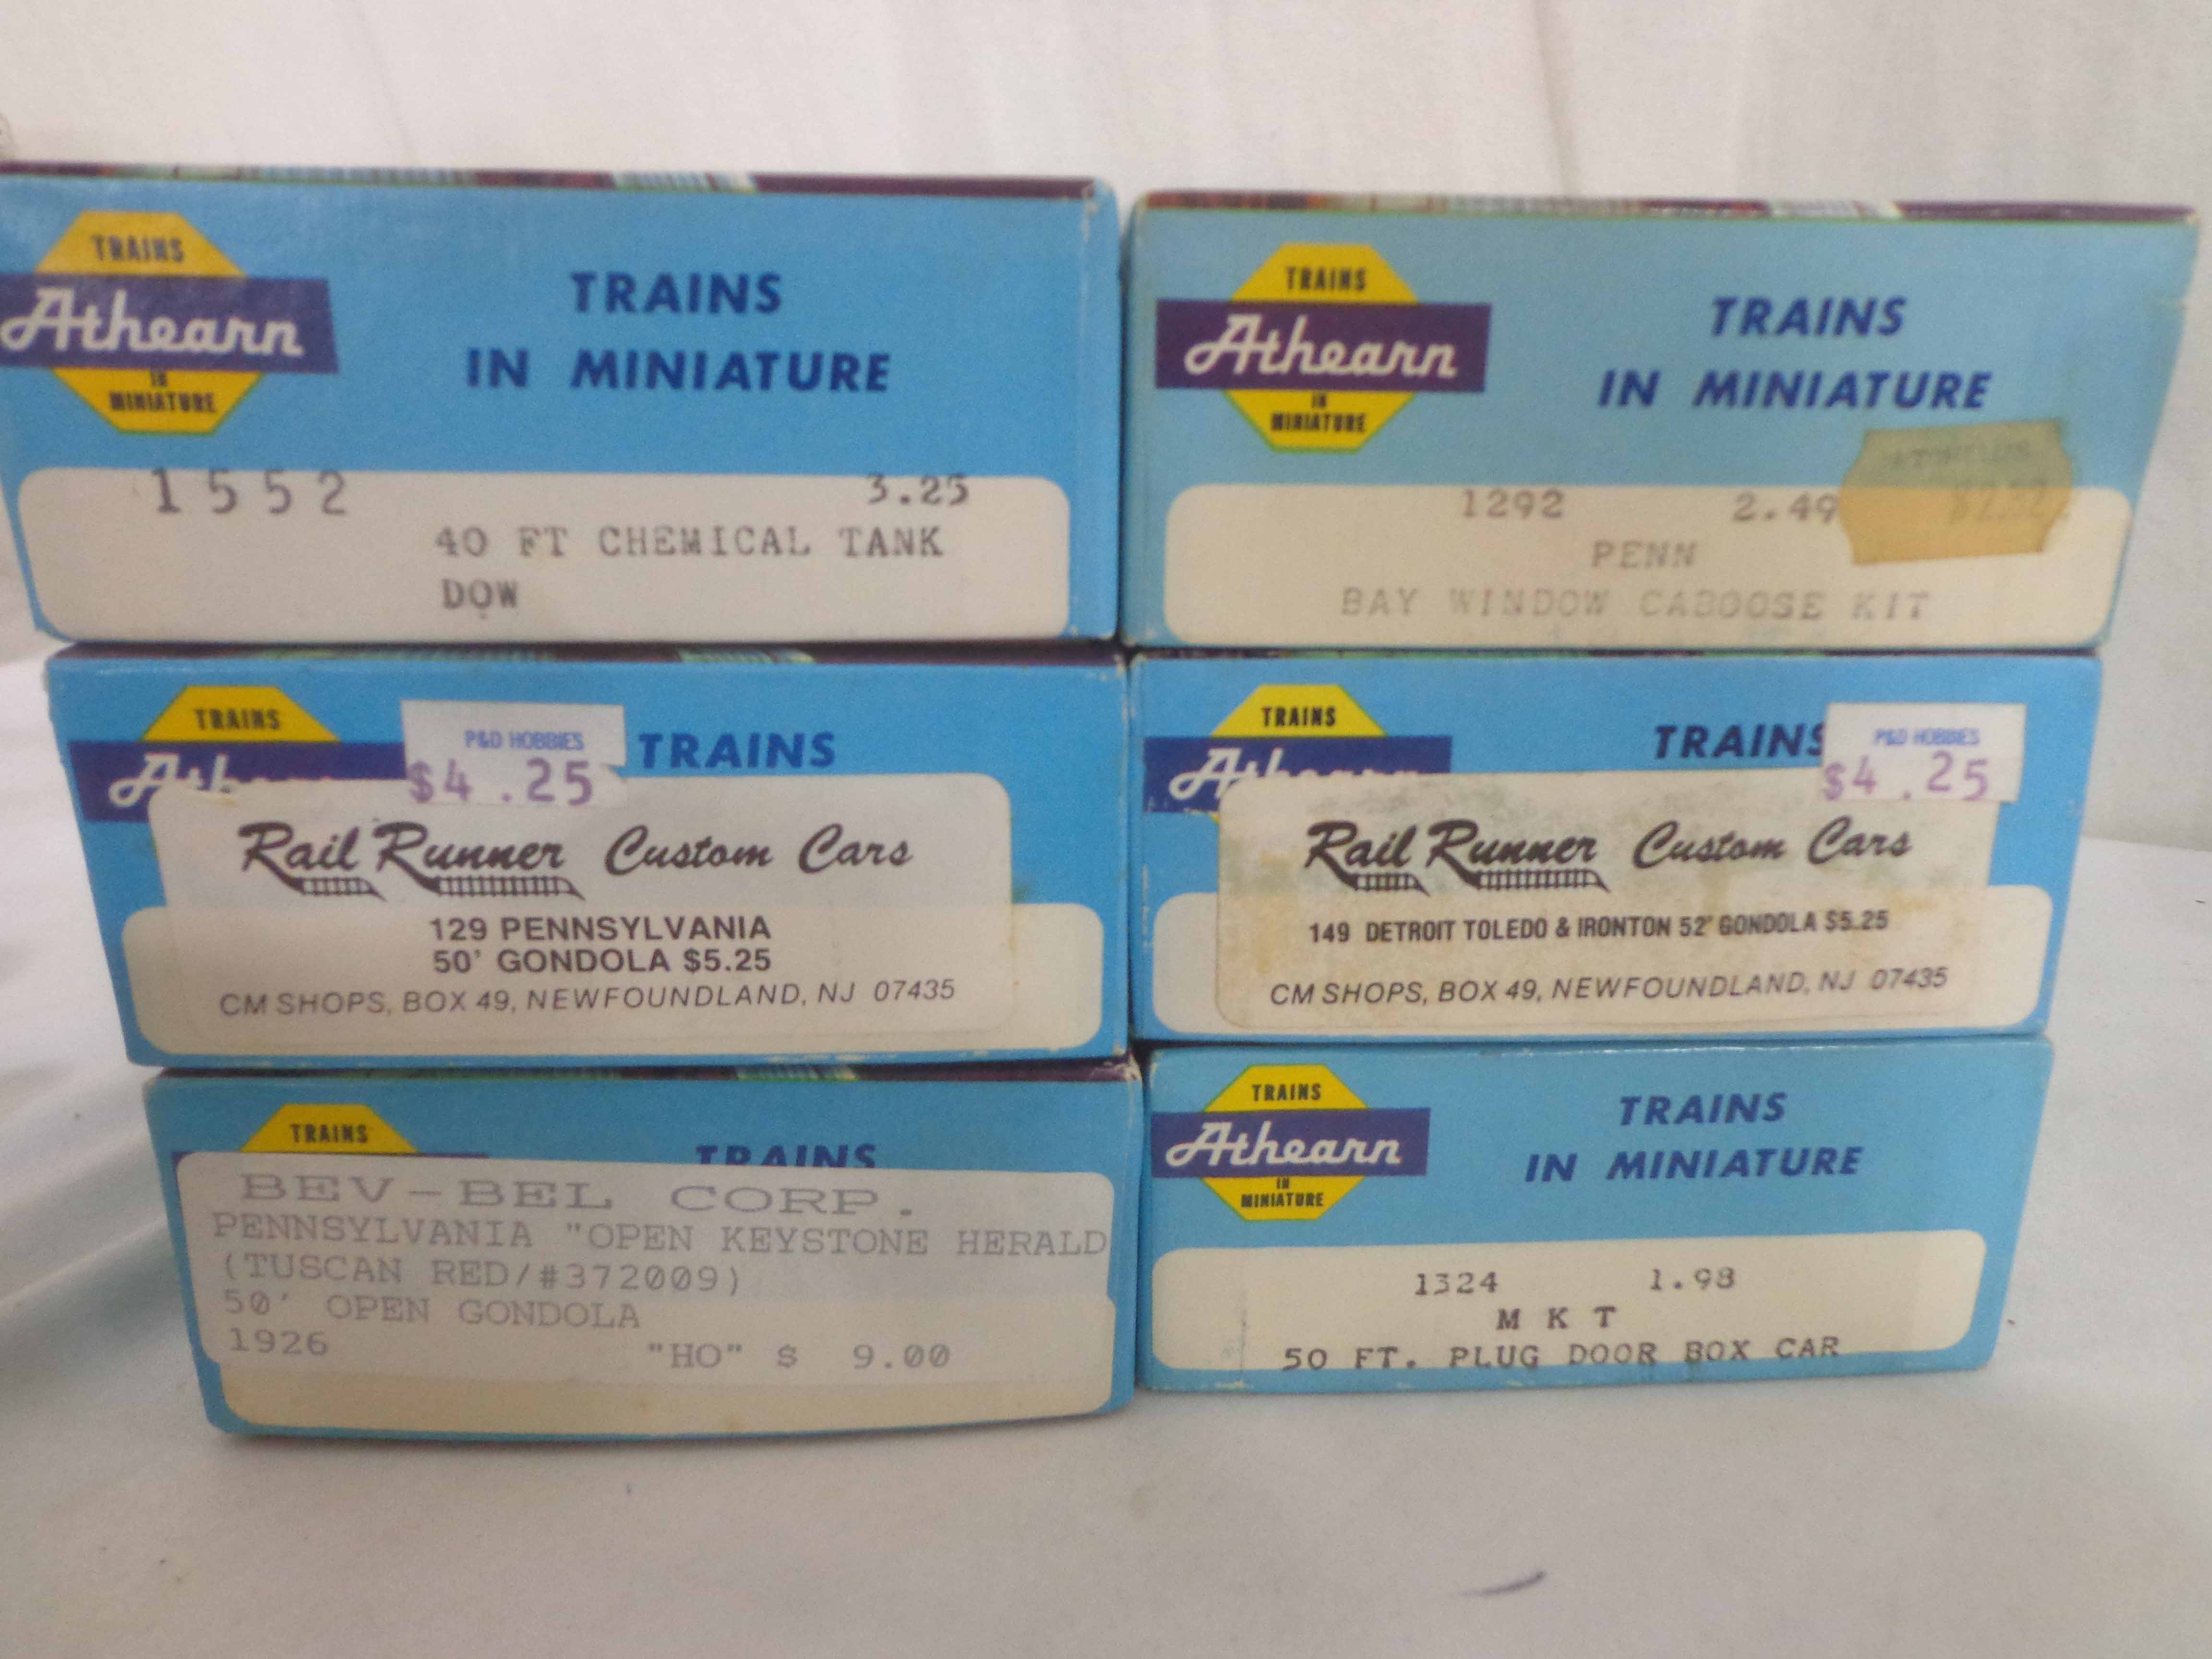 TRAINS
Athearn
IN
MINIATURE
TRAINS
IN MINIATURE
1552 3.25
40 FT CHEMICAL TANK
DOW
TRAINS
Athearn
IN
MINIATURE
TRAINS
IN MINIATURE
1292 2.49
PENN
BAY WINDOW CABOOSE KIT
TRAINS
TRAINS
P&D HOBBIES
$4.25
Rail Runner Custom Cars
129 PENNSYLVANIA
50' GONDOLA $5.25
CM SHOPS, BOX 49, NEWFOUNDLAND, NJ 07435
TRAINS
TRAINS
P&D HOBBIES
$4.25
Rail Runner Custom Cars
149 DETROIT TOLEDO & IRONTON 52' GONDOLA $5.25
CM SHOPS, BOX 49, NEWFOUNDLAND, NJ 07435
TRAINS
TRAINS
BEV-BEL CORP.
PENNSYLVANIA "OPEN KEYSTONE HERALD
(TUSCAN RED/#372009)
50' OPEN GONDOLA
1926 "HO" $ 9.00
TRAINS
Athearn
IN
MINIATURE
TRAINS
IN MINIATURE
1324 1.98
M K T
50 FT. PLUG DOOR BOX CAR